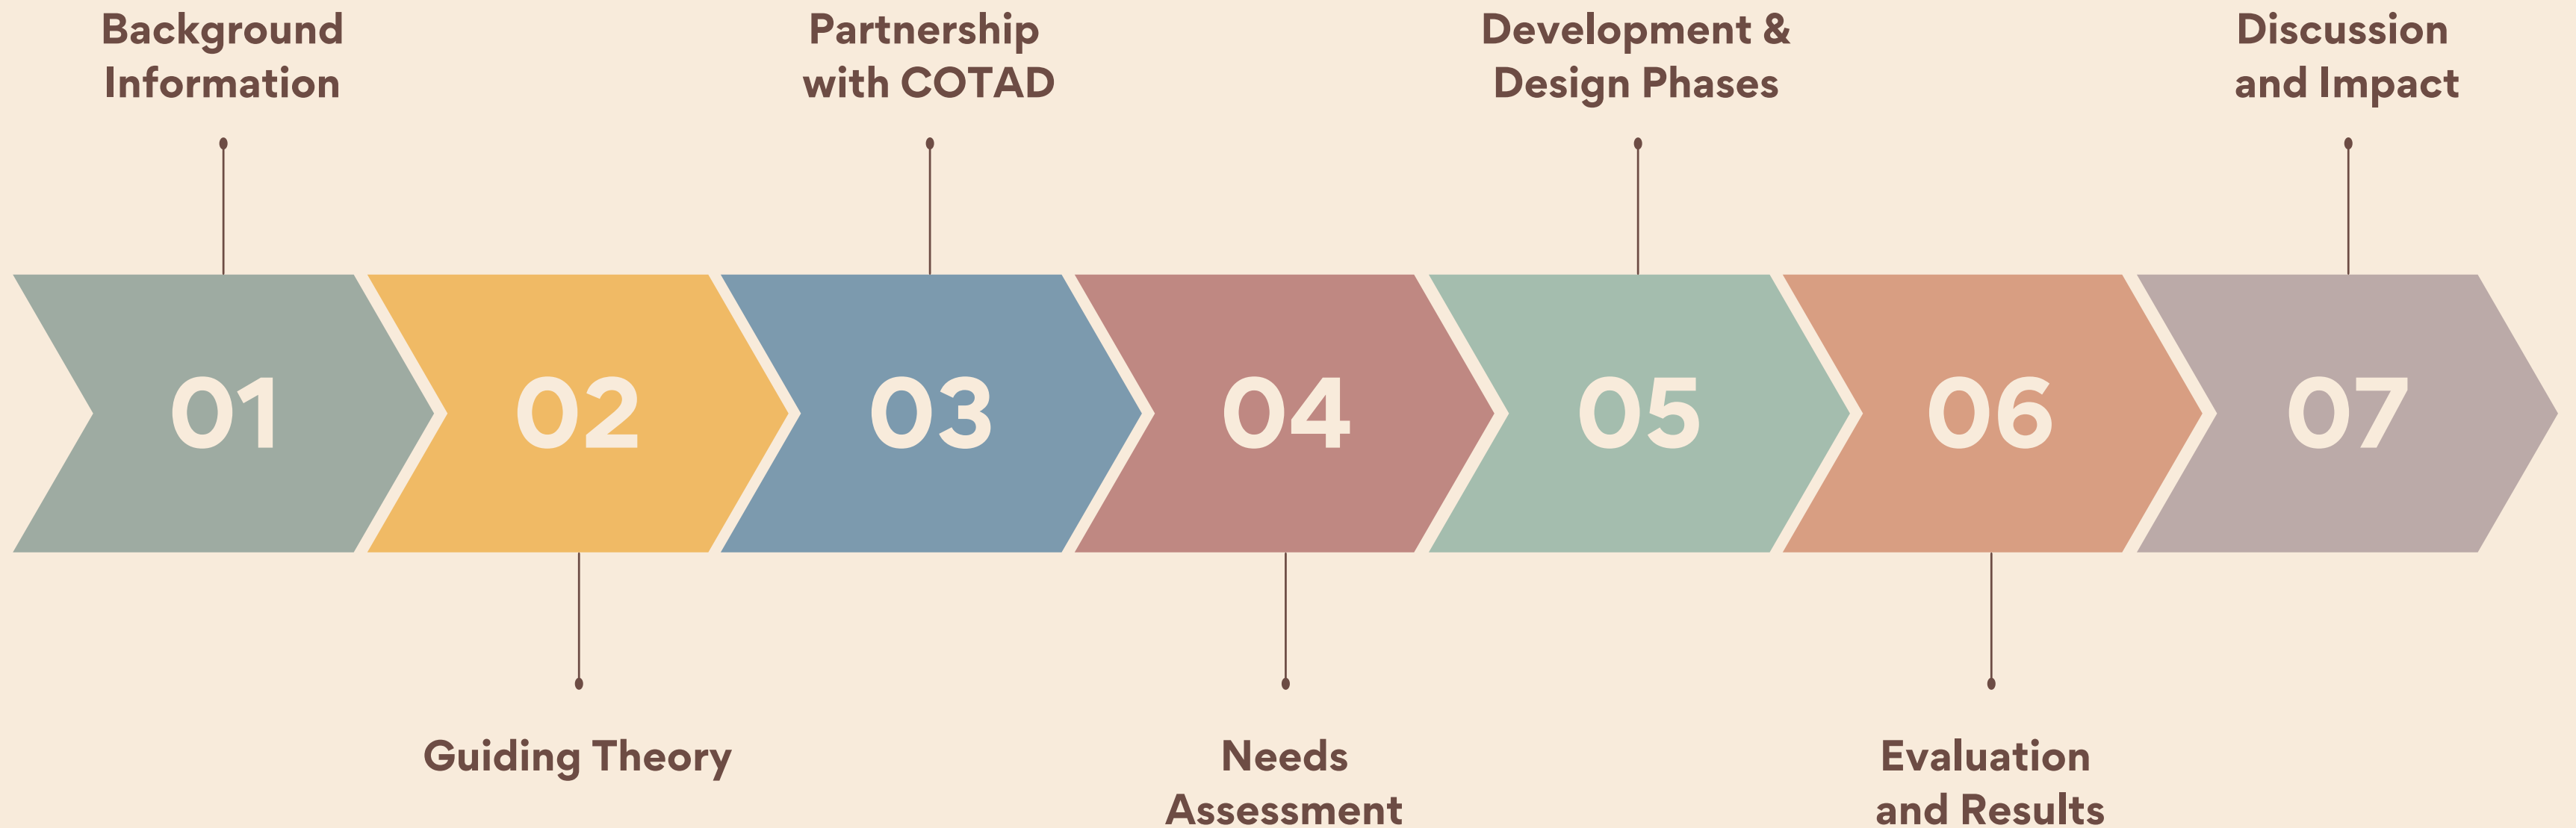 Background
Information
Partnership
with COTAD
Development &
Design Phases
Discussion
and Impact
01
02
03
04
05
06
07
Guiding Theory
Needs
Assessment
Evaluation
and Results